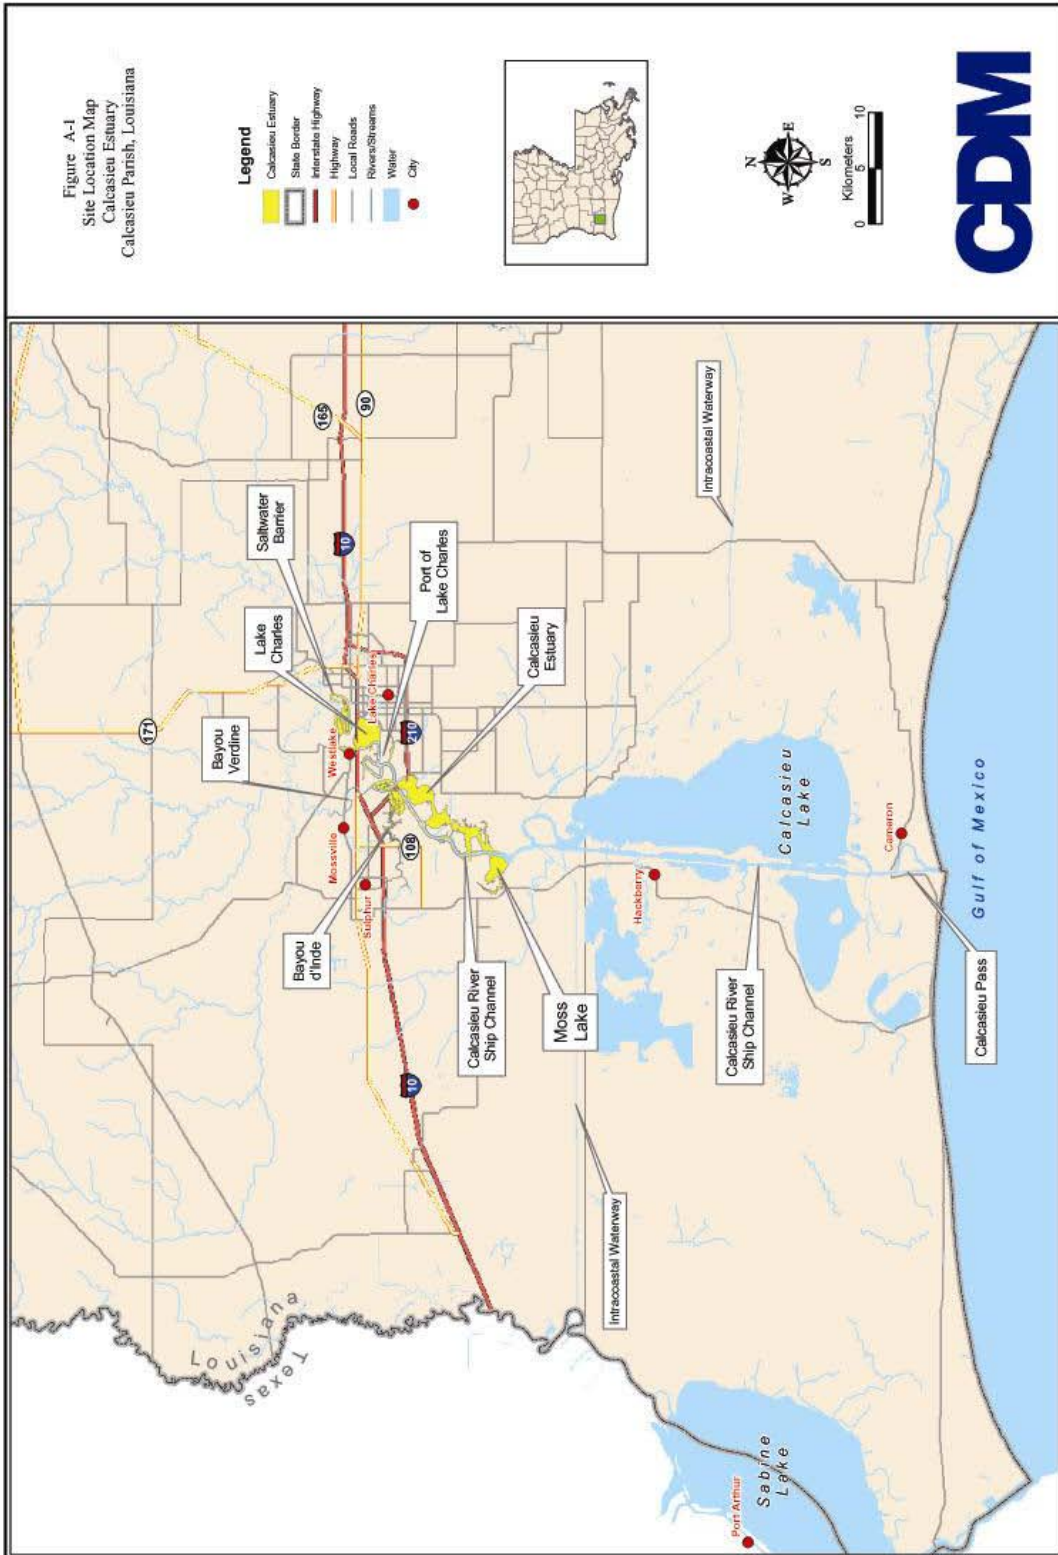 Figure A-1
Site Location Map
Calcasieu Estuary
Calcasieu Parish, Louisiana
Legend
Calcasieu Estuary
State Border
Interstate Highway
Highway
Local Roads
Rivers/Streams
Water
City
N
W
E
S
Kilometers
0
5
10
CDM
Louisiana
Texas
171
165
90
10
10
210
108
Saltwater
Barrier
Lake
Charles
Port of
Lake Charles
Calcasieu
Estuary
Bayou
Verdine
Westlake
Lake Charles
Mossville
Sulphur
Bayou
d'Inde
Calcasieu River
Ship Channel
Moss
Lake
Intracoastal Waterway
Intracoastal Waterway
Hackberry
Calcasieu
Lake
Calcasieu River
Ship Channel
Cameron
Calcasieu Pass
Gulf of Mexico
Port Arthur
Sabine
Lake